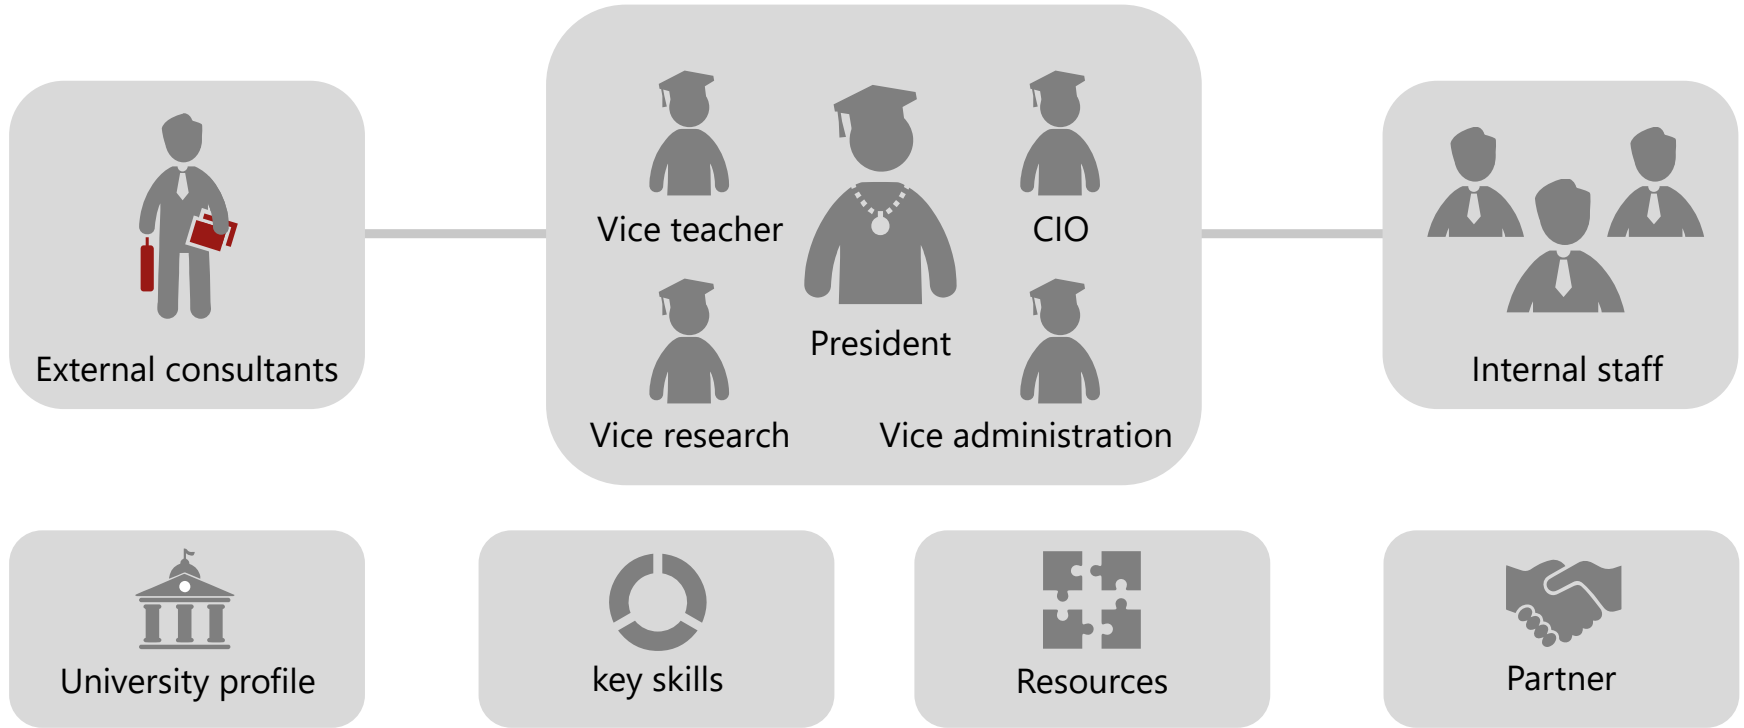 Vice teacher
CIO
President
External consultants
Internal staff
Vice research
Vice administration
University profile
key skills
Resources
Partner